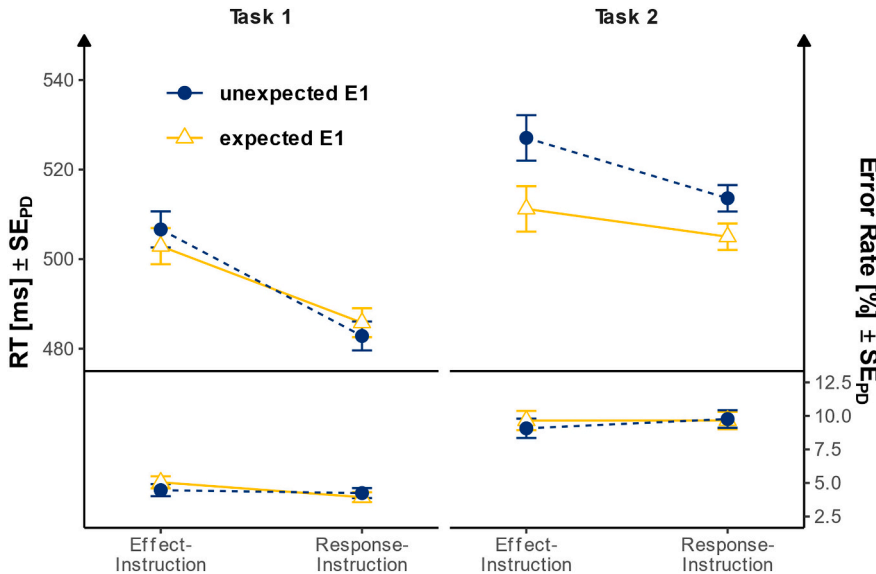 Task 1
Task 2
unexpected E1
expected E1
RT [ms] ± SEPD
540
520
500
480
Error Rate [%] ± SEPD
12.5
10.0
7.5
5.0
2.5
Effect-
Instruction
Response-
Instruction
Effect-
Instruction
Response-
Instruction